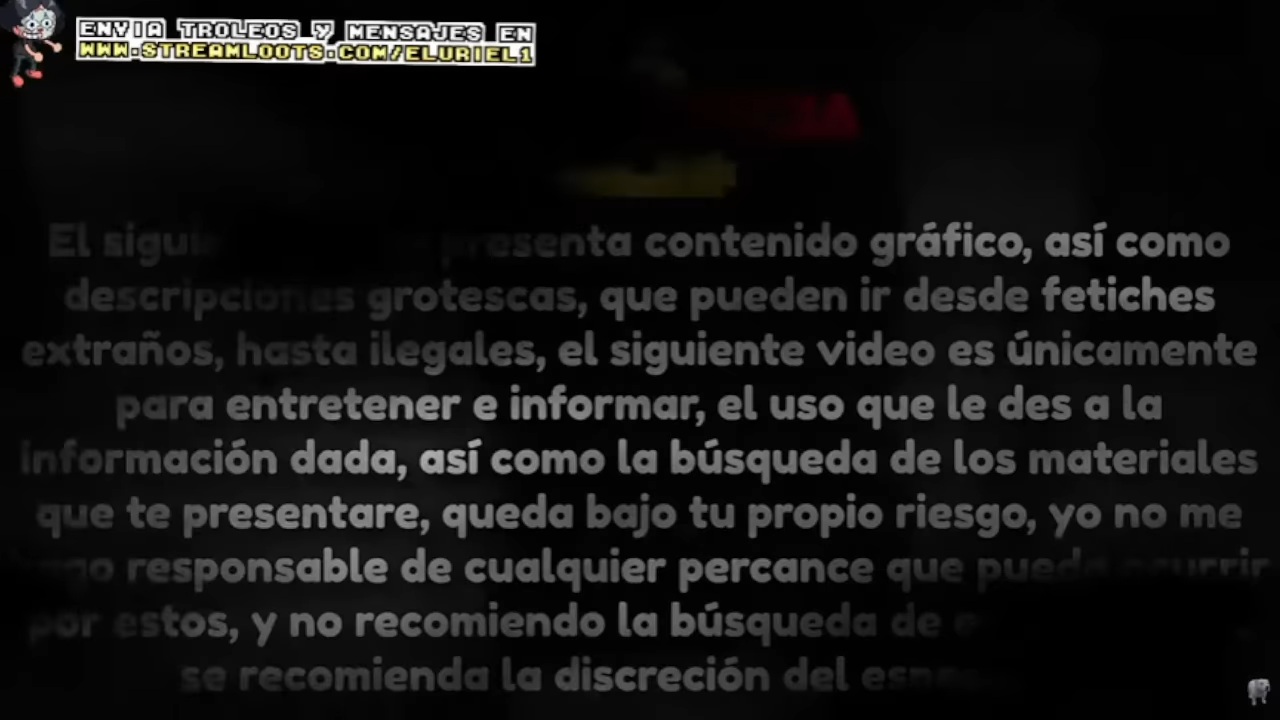 ENVIA TROLEOS Y MENSAJES EN
WWW.STREAMLOOTS.COM/ELURIEL1
El presenta contenido gráfico, así como
descripciones grotescas, que pueden ir desde fetiches
extraños, hasta ilegales, el siguiente video es únicamente
para entretener e informar, el uso que le des a la
información dada, así como la búsqueda de los materiales
que te presentare, queda bajo tu propio riesgo, yo no me
responsable de cualquier percance que pueda ocurrir
por estos, y no recomiendo la búsqueda de
se recomienda la discreción del